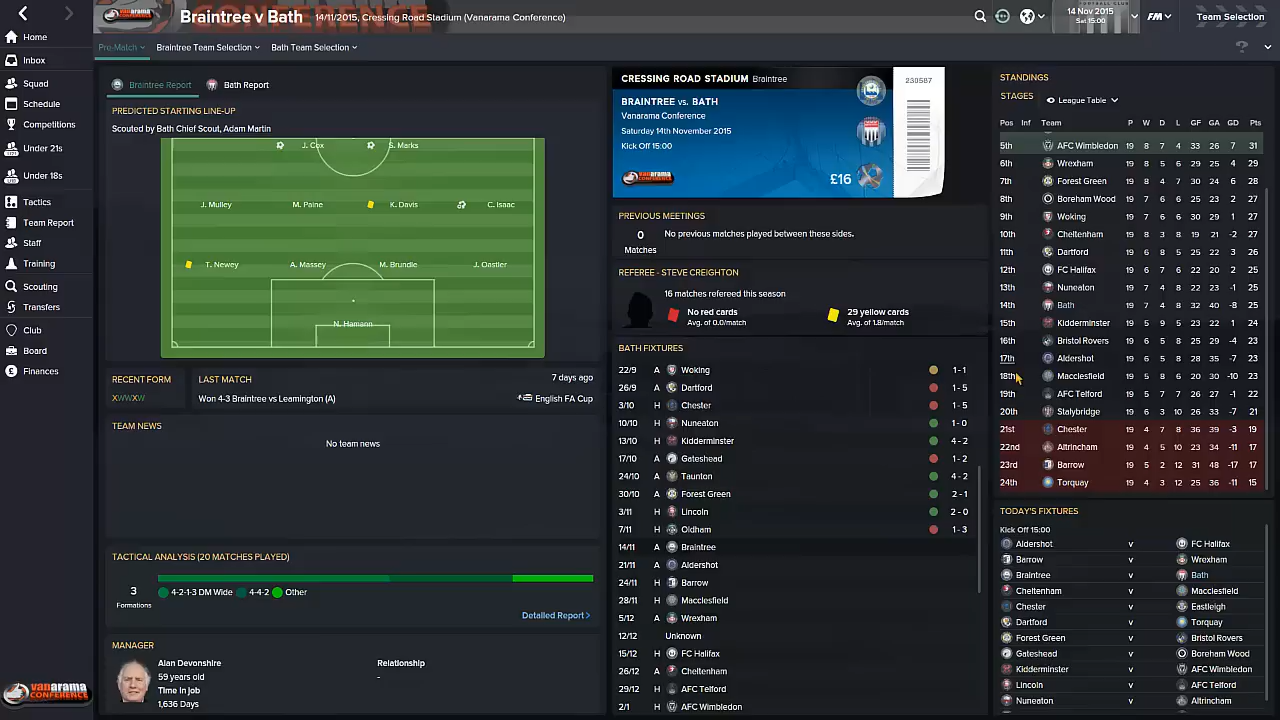 Braintree v Bath 14/11/2015, Cressing Road Stadium (Vanarama Conference)
14 Nov 2015
Sat 15:00
FM
Team Selection
Pre-Match
Braintree Team Selection
Bath Team Selection
Home
Inbox
Squad
Schedule
Competitions
Under 21s
Under 18s
Tactics
Team Report
Staff
Training
Scouting
Transfers
Club
Board
Finances
vanarama
CONFERENCE
Braintree Report
Bath Report
PREDICTED STARTING LINE-UP
Scouted by Bath Chief Scout, Adam Martin
J. Cox S. Marks
J. Mulley M. Paine K. Davis C. Isaac
T. Newey A. Massey M. Brundle J. Oastler
N. Hamann
RECENT FORM
XWWXW
LAST MATCH 7 days ago
Won 4-3 Braintree vs Leamington (A) English FA Cup
TEAM NEWS
No team news
TACTICAL ANALYSIS (20 MATCHES PLAYED)
3
Formations
4-2-1-3 DM Wide 4-4-2 Other
Detailed Report >
MANAGER
Alan Devonshire
59 years old
Time in job
1,636 Days
Relationship
-
CRESSING ROAD STADIUM Braintree
230587
BRAINTREE vs. BATH
Vanarama Conference
Saturday 14th November 2015
Kick Off 15:00
£16
PREVIOUS MEETINGS
0
Matches
No previous matches played between these sides.
REFEREE - STEVE CREIGHTON
16 matches refereed this season
No red cards
Avg. of 0.0/match
29 yellow cards
Avg. of 1.8/match
BATH FIXTURES
22/9 A Woking 1-1
26/9 A Dartford 1-5
3/10 H Chester 1-5
10/10 H Nuneaton 1-0
13/10 H Kidderminster 4-2
17/10 A Gateshead 1-2
24/10 A Taunton 4-2
30/10 A Forest Green 2-1
3/11 H Lincoln 2-0
7/11 H Oldham 1-3
14/11 A Braintree
21/11 A Aldershot
24/11 H Barrow
28/11 H Macclesfield
5/12 A Wrexham
12/12 Unknown
15/12 H FC Halifax
26/12 A Cheltenham
29/12 H AFC Telford
2/1 H AFC Wimbledon
STANDINGS
STAGES League Table
Pos Inf Team P W D L GF GA GD Pts
5th AFC Wimbledon 19 8 7 4 33 26 7 31
6th Wrexham 19 8 5 6 29 25 4 29
7th Forest Green 19 8 4 7 30 24 6 28
8th Boreham Wood 19 7 6 6 23 25 -2 27
9th Woking 19 7 6 6 30 29 1 27
10th Cheltenham 19 8 3 8 19 21 -2 27
11th Dartford 19 6 8 5 25 22 3 26
12th FC Halifax 19 6 7 6 22 20 2 25
13th Nuneaton 19 7 4 8 22 23 -1 25
14th Bath 19 7 4 8 32 40 -8 25
15th Kidderminster 19 5 9 5 23 22 1 24
16th Bristol Rovers 19 6 5 8 19 23 -4 23
17th Aldershot 19 6 5 8 28 35 -7 23
18th Macclesfield 19 6 5 8 20 30 -10 23
19th AFC Telford 19 6 4 9 26 27 -1 22
20th Stalybridge 19 6 3 10 26 33 -7 21
21st Chester 19 4 7 8 36 39 -3 19
22nd Altrincham 19 4 5 10 23 34 -11 17
23rd Barrow 19 5 2 12 31 48 -17 17
24th Torquay 19 4 3 12 25 36 -11 15
TODAY'S FIXTURES
Kick Off 15:00
Aldershot v FC Halifax
Barrow v Wrexham
Braintree v Bath
Cheltenham v Macclesfield
Chester v Eastleigh
Dartford v Torquay
Forest Green v Bristol Rovers
Gateshead v Boreham Wood
Kidderminster v AFC Wimbledon
Lincoln v AFC Telford
Nuneaton v Altrincham